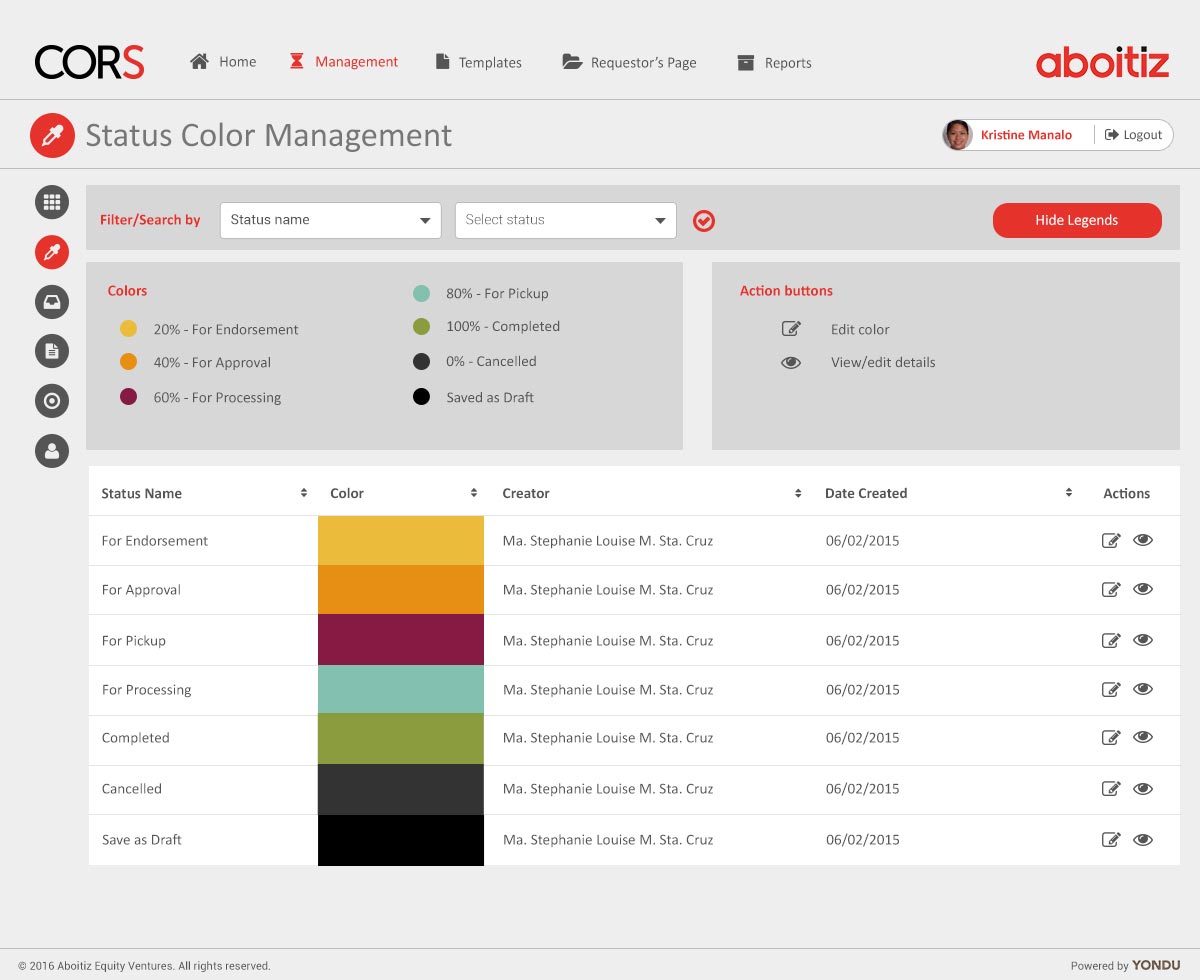 CORS
Home
Management
Templates
Requestor's Page
Reports
aboitiz
Status Color Management
Kristine Manalo
Logout
Filter/Search by
Status name
Select status
Hide Legends
Colors
20% - For Endorsement
40% - For Approval
60% - For Processing
80% - For Pickup
100% - Completed
0% - Cancelled
Saved as Draft
Action buttons
Edit color
View/edit details
Status Name Color Creator Date Created Actions
For Endorsement Ma. Stephanie Louise M. Sta. Cruz 06/02/2015
For Approval Ma. Stephanie Louise M. Sta. Cruz 06/02/2015
For Pickup Ma. Stephanie Louise M. Sta. Cruz 06/02/2015
For Processing Ma. Stephanie Louise M. Sta. Cruz 06/02/2015
Completed Ma. Stephanie Louise M. Sta. Cruz 06/02/2015
Cancelled Ma. Stephanie Louise M. Sta. Cruz 06/02/2015
Save as Draft Ma. Stephanie Louise M. Sta. Cruz 06/02/2015
© 2016 Aboitiz Equity Ventures. All rights reserved.
Powered by YONDU